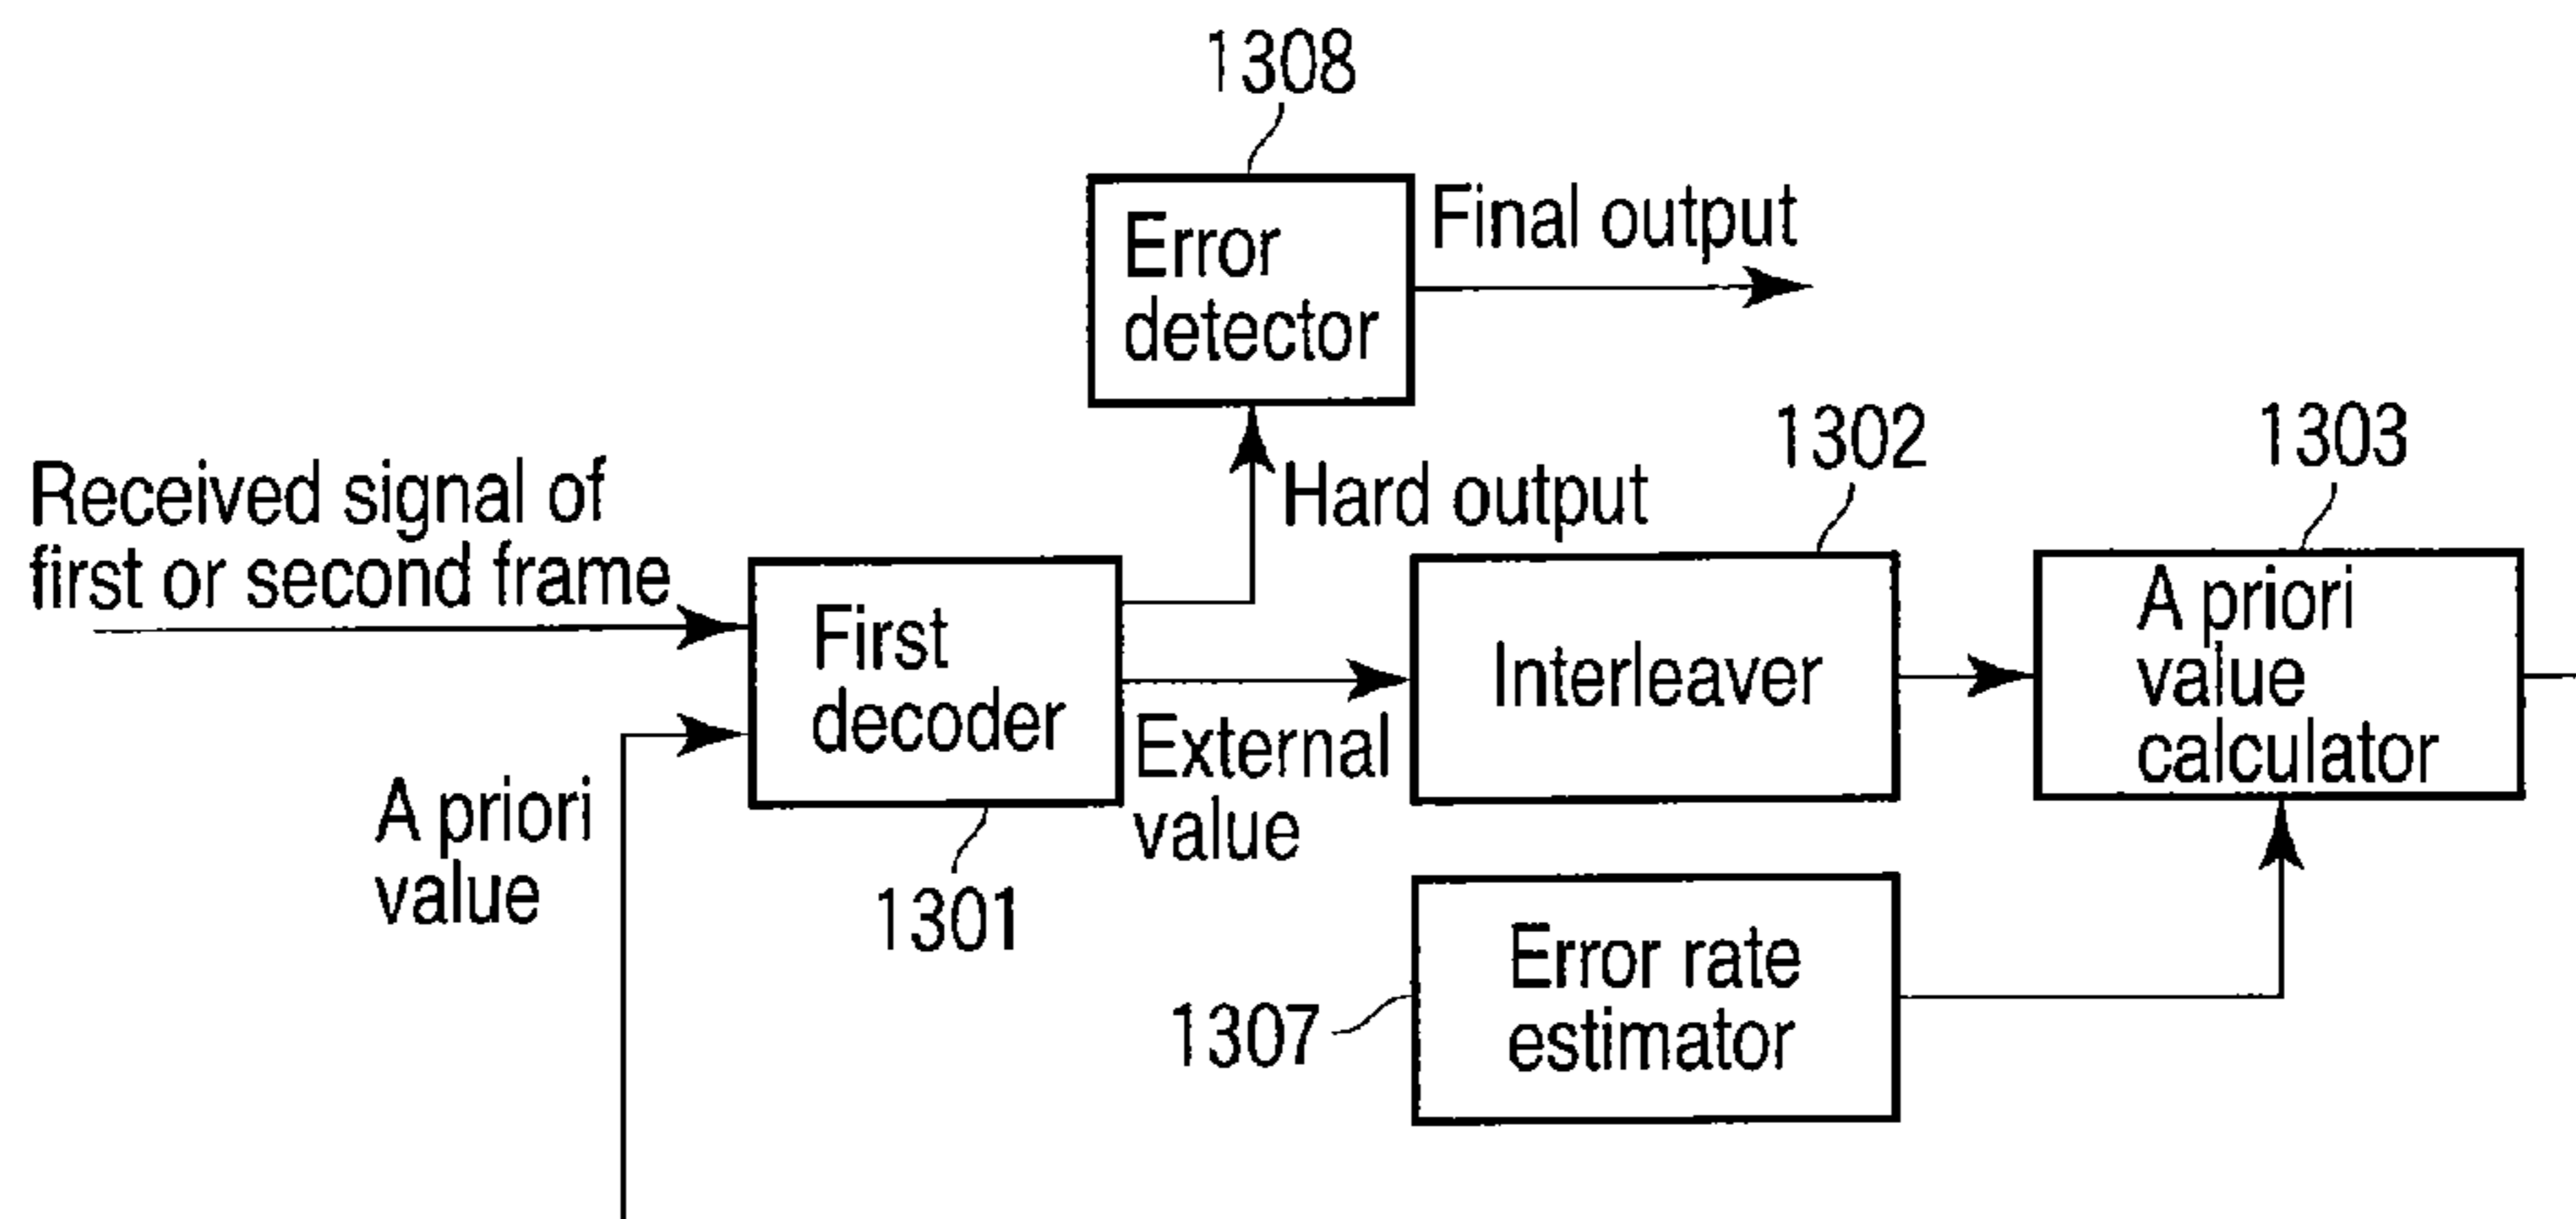 1308
Error
detector
Final output
Received signal of
first or second frame
Hard output
1302
1303
First
decoder
Interleaver
A priori
value
calculator
A priori
value
External
value
1301
1307
Error rate
estimator